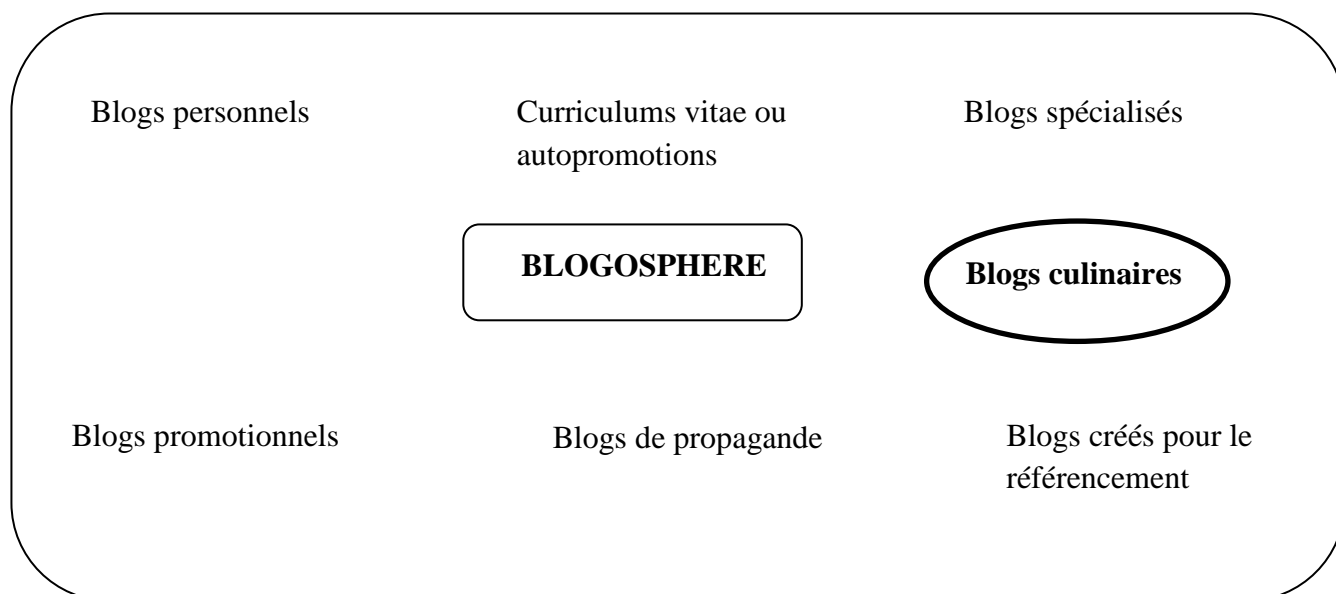 Blogs personnels
Curriculums vitae ou
autopromotions
Blogs spécialisés
BLOGOSPHERE
Blogs culinaires
Blogs promotionnels
Blogs de propagande
Blogs créés pour le
référencement